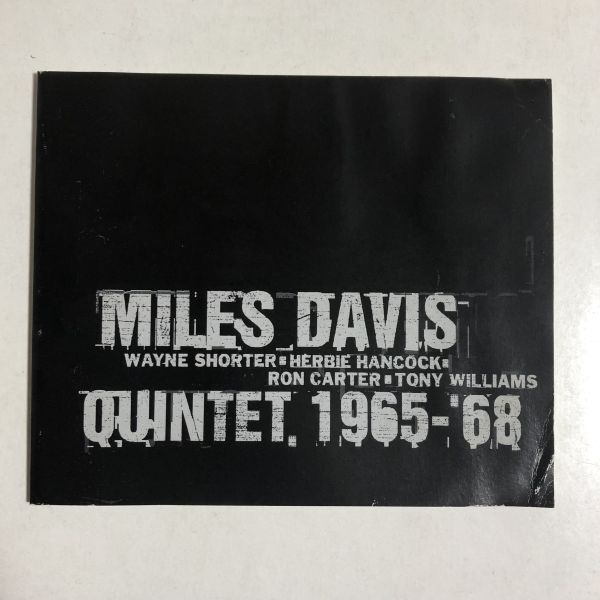 MILES DAVIS
WAYNE SHORTER▪HERBIE HANCOCK▪
RON CARTER▪TONY WILLIAMS
QUINTET. 1965-'68